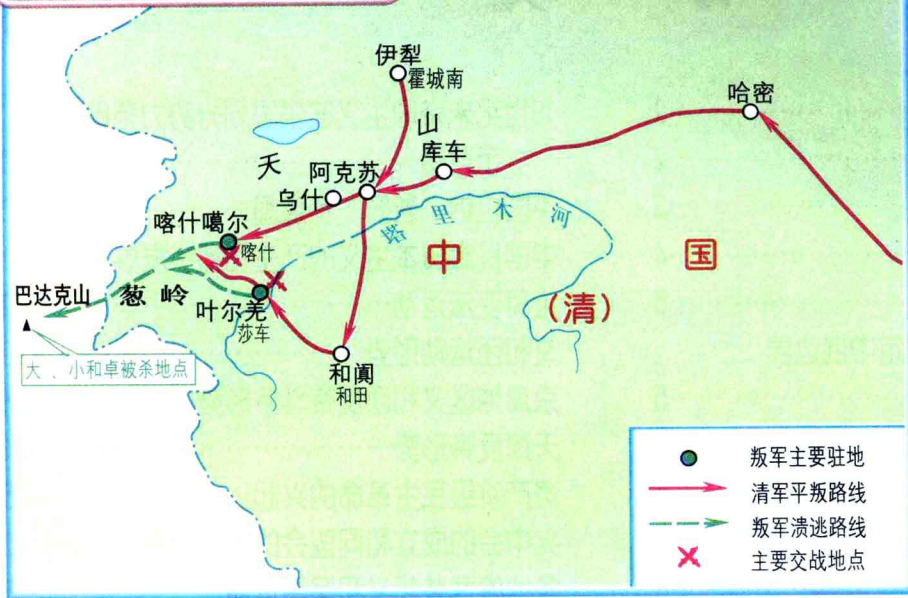 伊犁
霍城南
哈密
天
山
库车
阿克苏
乌什
喀什噶尔
喀什
塔里木河
中
国
(清)
巴达克山
葱岭
叶尔羌
莎车
大、小和卓被杀地点
和阗
和田
叛军主要驻地
清军平叛路线
叛军溃逃路线
主要交战地点